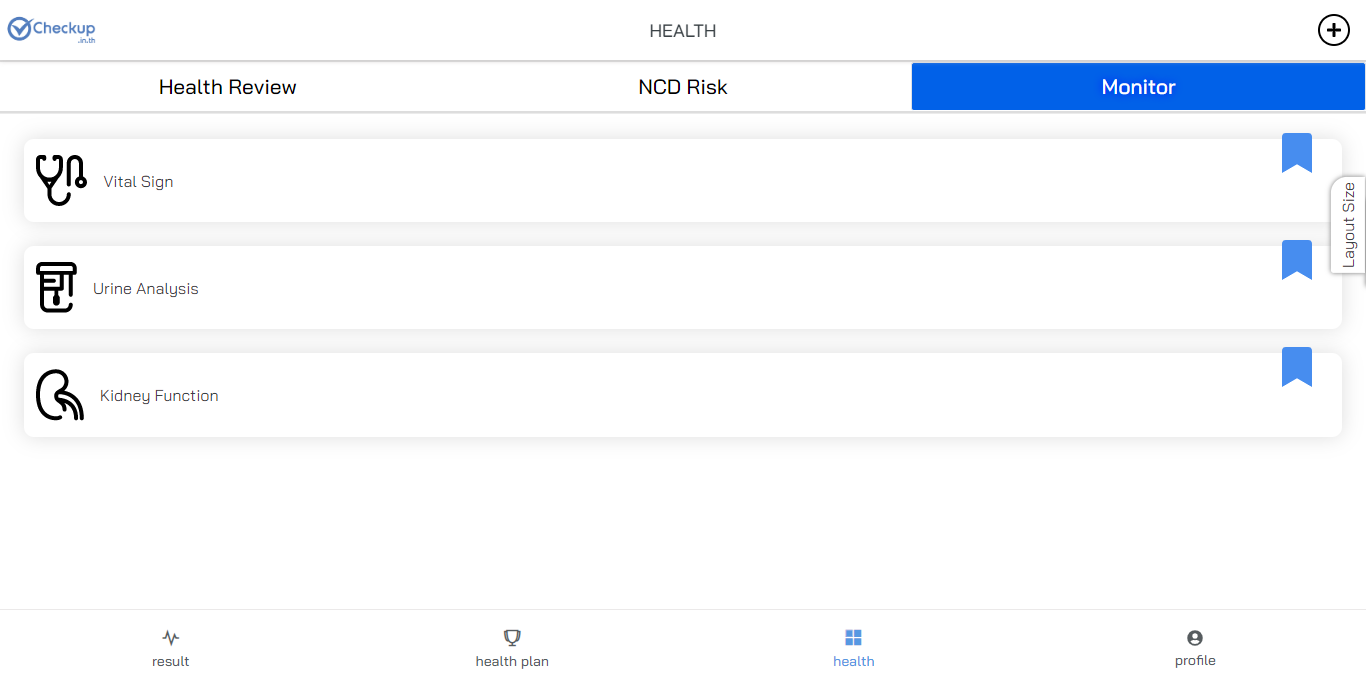 Checkup
.in.th
HEALTH
Health Review
NCD Risk
Monitor
Vital Sign
Layout Size
Urine Analysis
Kidney Function
result
health plan
health
profile